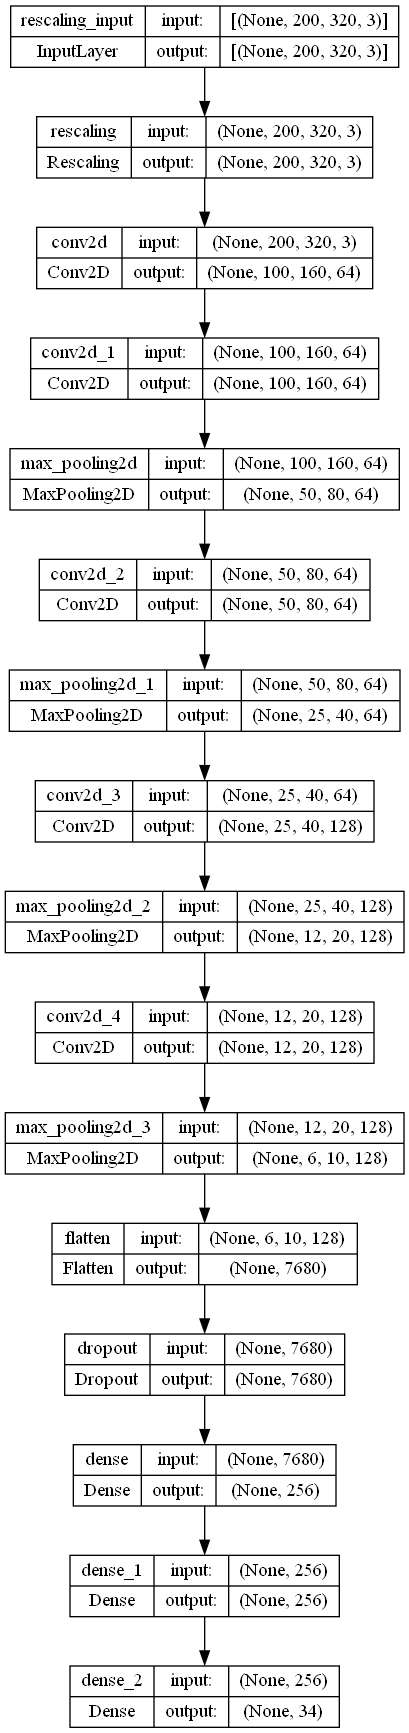 rescaling_input input: [(None, 200, 320, 3)]
InputLayer output: [(None, 200, 320, 3)]
rescaling input: (None, 200, 320, 3)
Rescaling output: (None, 200, 320, 3)
conv2d input: (None, 200, 320, 3)
Conv2D output: (None, 100, 160, 64)
conv2d_1 input: (None, 100, 160, 64)
Conv2D output: (None, 100, 160, 64)
max_pooling2d input: (None, 100, 160, 64)
MaxPooling2D output: (None, 50, 80, 64)
conv2d_2 input: (None, 50, 80, 64)
Conv2D output: (None, 50, 80, 64)
max_pooling2d_1 input: (None, 50, 80, 64)
MaxPooling2D output: (None, 25, 40, 64)
conv2d_3 input: (None, 25, 40, 64)
Conv2D output: (None, 25, 40, 128)
max_pooling2d_2 input: (None, 25, 40, 128)
MaxPooling2D output: (None, 12, 20, 128)
conv2d_4 input: (None, 12, 20, 128)
Conv2D output: (None, 12, 20, 128)
max_pooling2d_3 input: (None, 12, 20, 128)
MaxPooling2D output: (None, 6, 10, 128)
flatten input: (None, 6, 10, 128)
Flatten output: (None, 7680)
dropout input: (None, 7680)
Dropout output: (None, 7680)
dense input: (None, 7680)
Dense output: (None, 256)
dense_1 input: (None, 256)
Dense output: (None, 256)
dense_2 input: (None, 256)
Dense output: (None, 34)